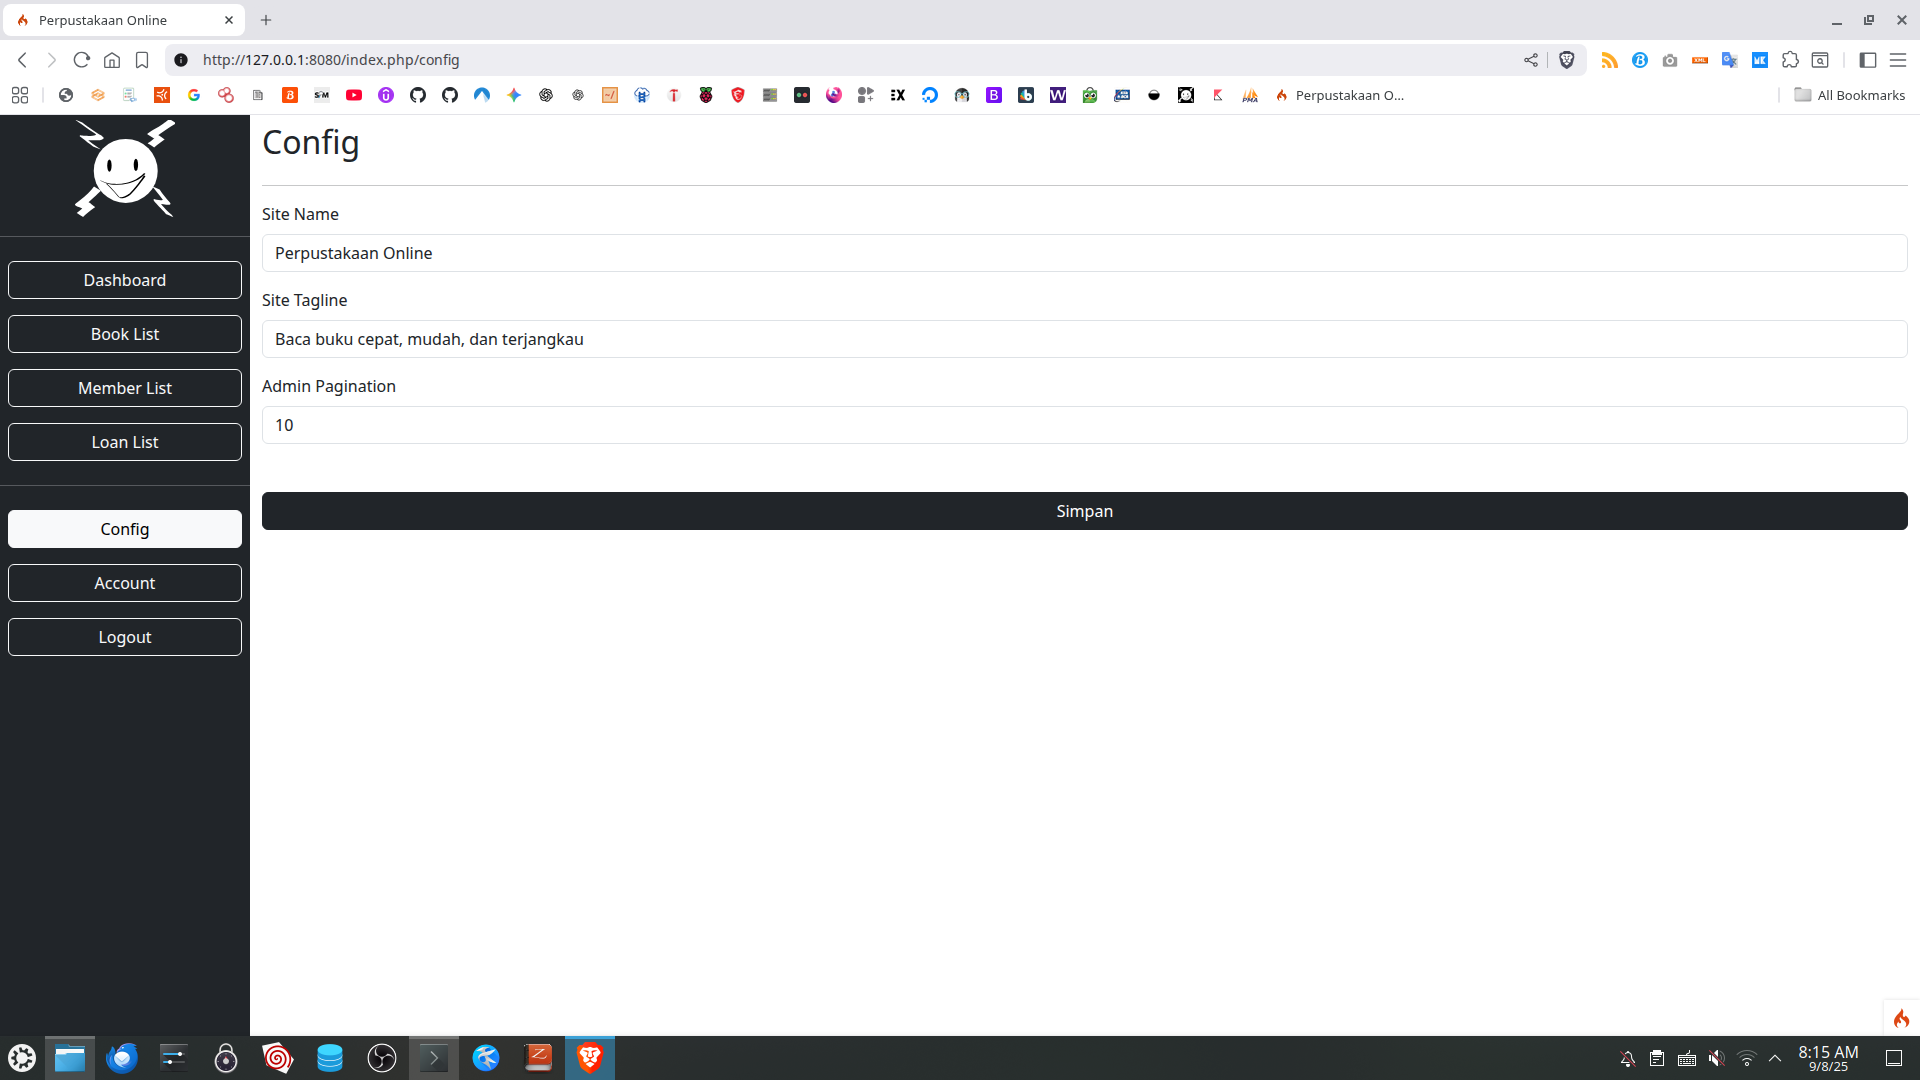 Perpustakaan Online
http://127.0.0.1:8080/index.php/config
Perpustakaan O...
All Bookmarks
Config
Site Name
Perpustakaan Online
Site Tagline
Baca buku cepat, mudah, dan terjangkau
Admin Pagination
10
Simpan
Dashboard
Book List
Member List
Loan List
Config
Account
Logout
8:15 AM
9/8/25